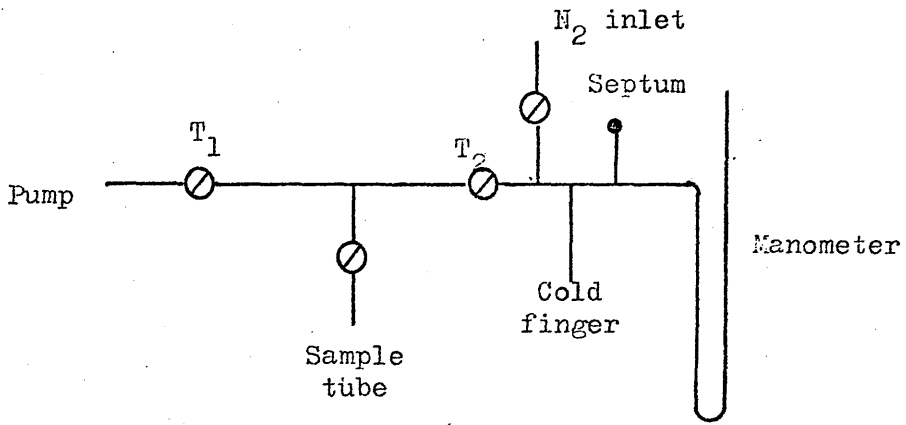 N2 inlet
Septum
T1
T2
Pump
Manometer
Cold
finger
Sample
tube